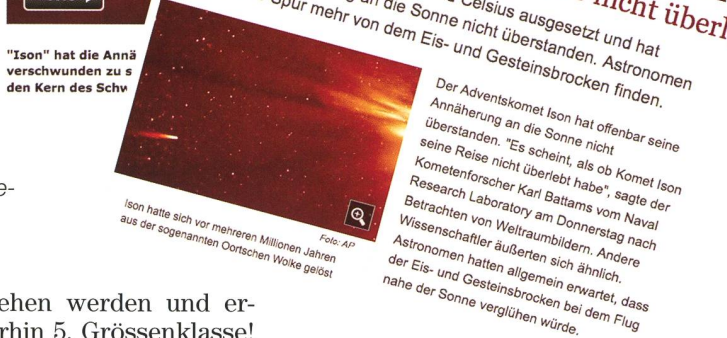 nicht überl
Celsius ausgesetzt und hat
an die Sonne nicht überstanden. Astronomen
Spur mehr von dem Eis- und Gesteinsbrocken finden.
"Ison" hat die Annä
verschwunden zu s
den Kern des Schw
Der Adventskomet Ison hat offenbar seine
Annäherung an die Sonne nicht
überstanden. "Es scheint, als ob Komet Ison
seine Reise nicht überlebt habe", sagte der
Kometenforscher Karl Battams vom Naval
Research Laboratory am Donnerstag nach
Betrachten von Weltraumbildern. Andere
Wissenschaftler äußerten sich ähnlich.
Astronomen hatten allgemein erwartet, dass
der Eis- und Gesteinsbrocken bei dem Flug
nahe der Sonne verglühen würde.
Foto: AP
Ison hatte sich vor mehreren Millionen Jahren
aus der sogenannten Oortschen Wolke gelöst
e-
ehen werden und er-
rhin 5. Grössenklasse!